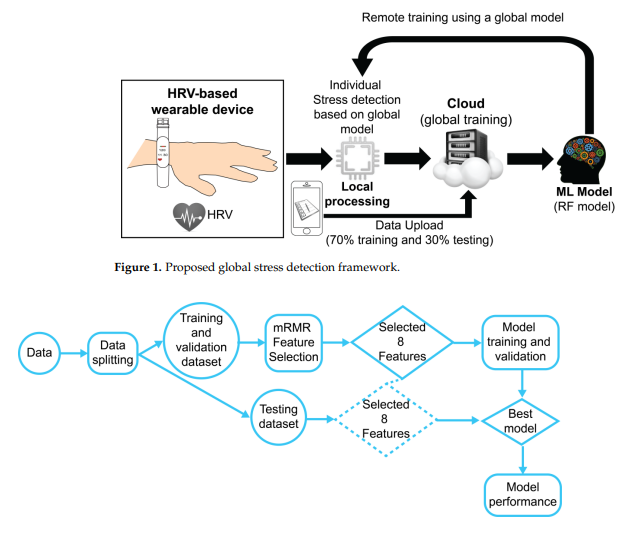 Remote training using a global model
HRV-based
wearable device
HRV
Individual
Stress detection
based on global
model
Local
processing
Cloud
(global training)
ML Model
(RF model)
Data Upload
(70% training and 30% testing)
Figure 1. Proposed global stress detection framework.
Data
Data
splitting
Training
and
validation
dataset
mRMR
Feature
Selection
Selected
8
Features
Model
training and
validation
Testing
dataset
Selected
8
Features
Best
model
Model
performance